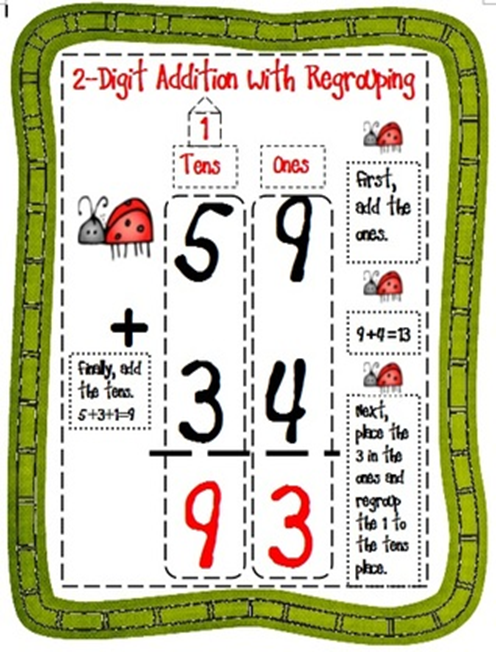 1
2-Digit Addition with Regrouping
1
Tens
Ones
5 9
+
3 4
9 3
First,
add the
ones.
9+4=13
Next,
place the
3 in the
ones and
regroup
the 1 to
the tens
place.
Finally, add
the tens.
5+3+1=9